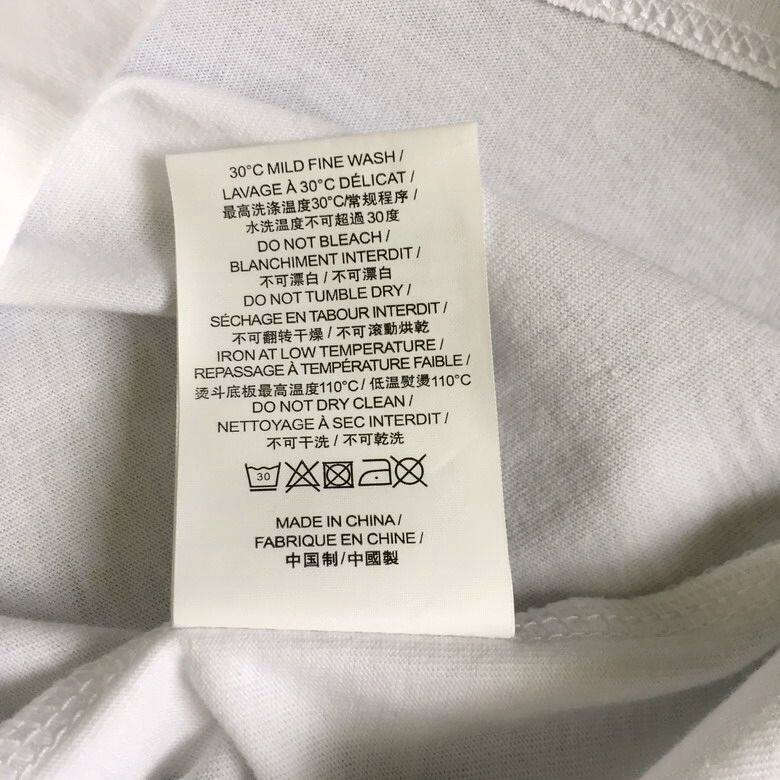 30°C MILD FINE WASH /
LAVAGE À 30°C DÉLICAT /
最高洗涤温度30°C/常规程序 /
水洗温度不可超過30度
DO NOT BLEACH /
BLANCHIMENT INTERDIT /
不可漂白 / 不可漂白
DO NOT TUMBLE DRY /
SÉCHAGE EN TABOUR INTERDIT /
不可翻转干燥 / 不可滾動烘乾
IRON AT LOW TEMPERATURE /
REPASSAGE À TEMPÉRATURE FAIBLE /
烫斗底板最高温度110°C / 低温熨燙110°C
DO NOT DRY CLEAN /
NETTOYAGE À SEC INTERDIT /
不可干洗 / 不可乾洗
30
MADE IN CHINA /
FABRIQUE EN CHINE /
中国制/中國製